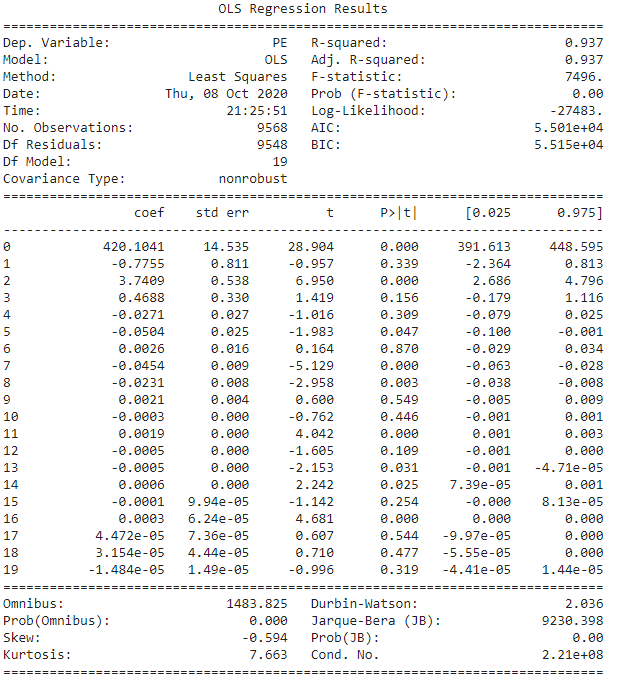 OLS Regression Results
==============================================================================
Dep. Variable: PE R-squared: 0.937
Model: OLS Adj. R-squared: 0.937
Method: Least Squares F-statistic: 7496.
Date: Thu, 08 Oct 2020 Prob (F-statistic): 0.00
Time: 21:25:51 Log-Likelihood: -27483.
No. Observations: 9568 AIC: 5.501e+04
Df Residuals: 9548 BIC: 5.515e+04
Df Model: 19
Covariance Type: nonrobust
==============================================================================
coef std err t P>|t| [0.025 0.975]
------------------------------------------------------------------------------
0 420.1041 14.535 28.904 0.000 391.613 448.595
1 -0.7755 0.811 -0.957 0.339 -2.364 0.813
2 3.7409 0.538 6.950 0.000 2.686 4.796
3 0.4688 0.330 1.419 0.156 -0.179 1.116
4 -0.0271 0.027 -1.016 0.309 -0.079 0.025
5 -0.0504 0.025 -1.983 0.047 -0.100 -0.001
6 0.0026 0.016 0.164 0.870 -0.029 0.034
7 -0.0454 0.009 -5.129 0.000 -0.063 -0.028
8 -0.0231 0.008 -2.958 0.003 -0.038 -0.008
9 0.0021 0.004 0.600 0.549 -0.005 0.009
10 -0.0003 0.000 -0.762 0.446 -0.001 0.001
11 0.0019 0.000 4.042 0.000 0.001 0.003
12 -0.0005 0.000 -1.605 0.109 -0.001 0.000
13 -0.0005 0.000 -2.153 0.031 -0.001 -4.71e-05
14 0.0006 0.000 2.242 0.025 7.39e-05 0.001
15 -0.0001 9.94e-05 -1.142 0.254 -0.000 8.13e-05
16 0.0003 6.24e-05 4.681 0.000 0.000 0.000
17 4.472e-05 7.36e-05 0.607 0.544 -9.97e-05 0.000
18 3.154e-05 4.44e-05 0.710 0.477 -5.55e-05 0.000
19 -1.484e-05 1.49e-05 -0.996 0.319 -4.41e-05 1.44e-05
==============================================================================
Omnibus: 1483.825 Durbin-Watson: 2.036
Prob(Omnibus): 0.000 Jarque-Bera (JB): 9230.398
Skew: -0.594 Prob(JB): 0.00
Kurtosis: 7.663 Cond. No. 2.21e+08
==============================================================================